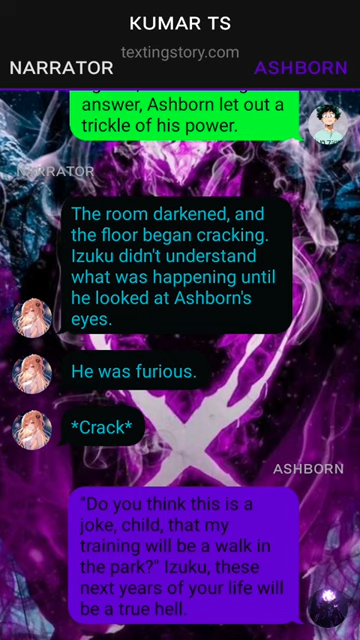 KUMAR TS
textingstory.com
NARRATOR
ASHBORN
answer, Ashborn let out a
trickle of his power.
NARRATOR
The room darkened, and
the floor began cracking.
Izuku didn't understand
what was happening until
he looked at Ashborn's
eyes.
He was furious.
*Crack*
ASHBORN
"Do you think this is a
joke, child, that my
training will be a walk in
the park?" Izuku, these
next years of your life will
be a true hell.